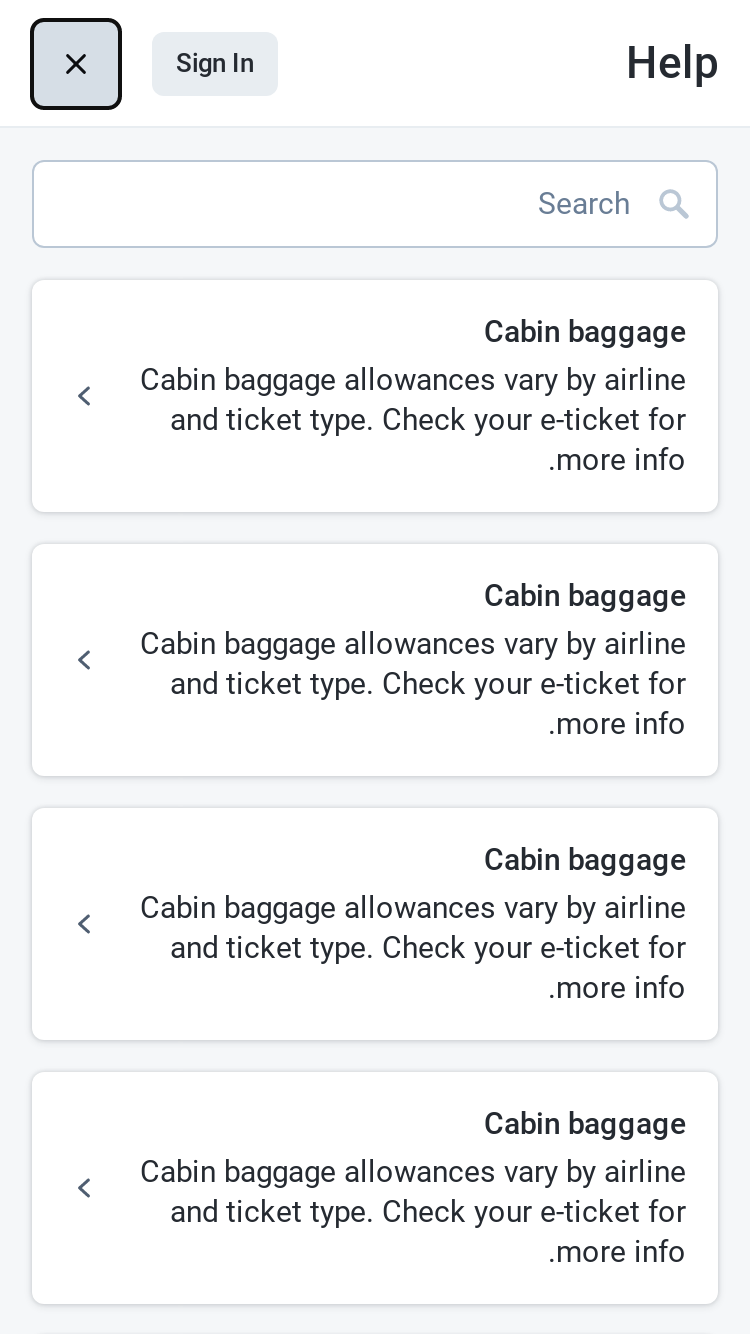 Help
Sign In
Search
Cabin baggage
Cabin baggage allowances vary by airline
and ticket type. Check your e-ticket for
.more info
Cabin baggage
Cabin baggage allowances vary by airline
and ticket type. Check your e-ticket for
.more info
Cabin baggage
Cabin baggage allowances vary by airline
and ticket type. Check your e-ticket for
.more info
Cabin baggage
Cabin baggage allowances vary by airline
and ticket type. Check your e-ticket for
.more info